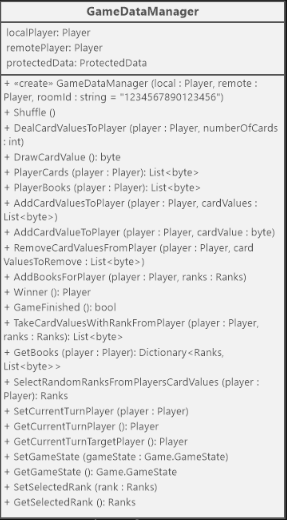 GameDataManager
localPlayer: Player
remotePlayer: Player
protectedData: ProtectedData
+ «create» GameDataManager (local : Player, remote :
Player, roomId : string = "1234567890123456")
+ Shuffle ()
+ DealCardValuesToPlayer (player : Player, numberOfCards
: int)
+ DrawCardValue (): byte
+ PlayerCards (player : Player): List<byte>
+ PlayerBooks (player : Player): List<byte>
+ AddCardValuesToPlayer (player : Player, cardValues :
List<byte>)
+ AddCardValueToPlayer (player : Player, cardValue : byte)
+ RemoveCardValuesFromPlayer (player : Player, card
ValuesToRemove : List<byte>)
+ AddBooksForPlayer (player : Player, ranks : Ranks)
+ Winner (): Player
+ GameFinished (): bool
+ TakeCardValuesWithRankFromPlayer (player : Player,
ranks : Ranks): List<byte>
+ GetBooks (player : Player): Dictionary<Ranks,
List<byte>>
+ SelectRandomRanksFromPlayersCardValues (player :
Player): Ranks
+ SetCurrentTurnPlayer (player : Player)
+ GetCurrentTurnPlayer (): Player
+ GetCurrentTurnTargetPlayer (): Player
+ SetGameState (gameState : Game.GameState)
+ GetGameState (): Game.GameState
+ SetSelectedRank (rank : Ranks)
+ GetSelectedRank (): Ranks